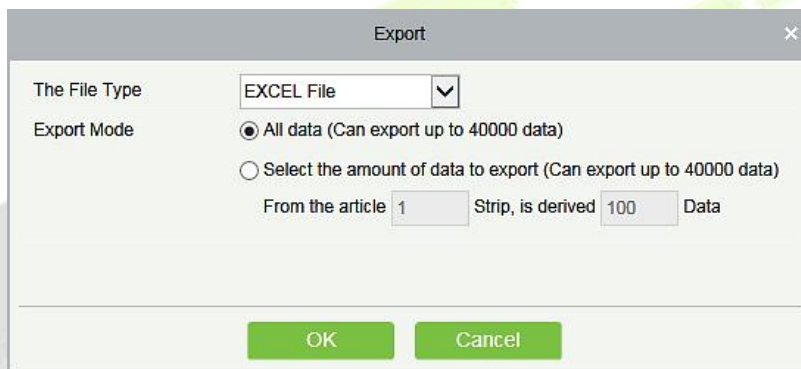 Export
The File Type EXCEL File
Export Mode All data (Can export up to 40000 data)
Select the amount of data to export (Can export up to 40000 data)
From the article 1 Strip, is derived 100 Data
OK Cancel